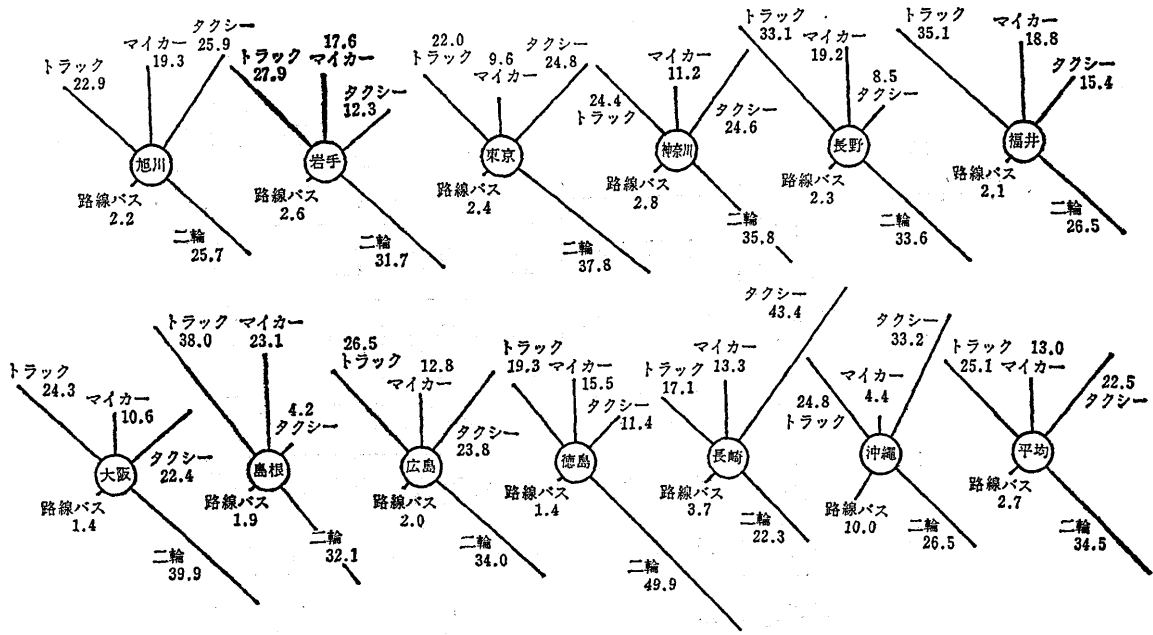 トラック
22.9
マイカー
19.3
タクシー
25.9
旭川
路線バス
2.2
二輪
25.7
トラック
27.9
17.6
マイカー
タクシー
12.3
岩手
路線バス
2.6
二輪
31.7
22.0
トラック
9.6
マイカー
タクシー
24.8
東京
路線バス
2.4
二輪
37.8
24.4
トラック
マイカー
11.2
タクシー
24.6
神奈川
路線バス
2.8
二輪
35.8
トラック
33.1
マイカー
19.2
8.5
タクシー
長野
路線バス
2.3
二輪
33.6
トラック
35.1
マイカー
18.8
タクシー
15.4
福井
路線バス
2.1
二輪
26.5
トラック
24.3
マイカー
10.6
タクシー
22.4
大阪
路線バス
1.4
二輪
39.9
トラック
38.0
マイカー
23.1
4.2
タクシー
島根
路線バス
1.9
二輪
32.1
26.5
トラック
12.8
マイカー
タクシー
23.8
広島
路線バス
2.0
二輪
34.0
トラック
19.3
マイカー
15.5
タクシー
11.4
徳島
路線バス
1.4
二輪
49.9
トラック
17.1
マイカー
13.3
タクシー
43.4
長崎
路線バス
3.7
二輪
22.3
24.8
トラック
マイカー
4.4
タクシー
33.2
沖縄
路線バス
10.0
二輪
26.5
トラック
25.1
13.0
マイカー
22.5
タクシー
平均
路線バス
2.7
二輪
34.5